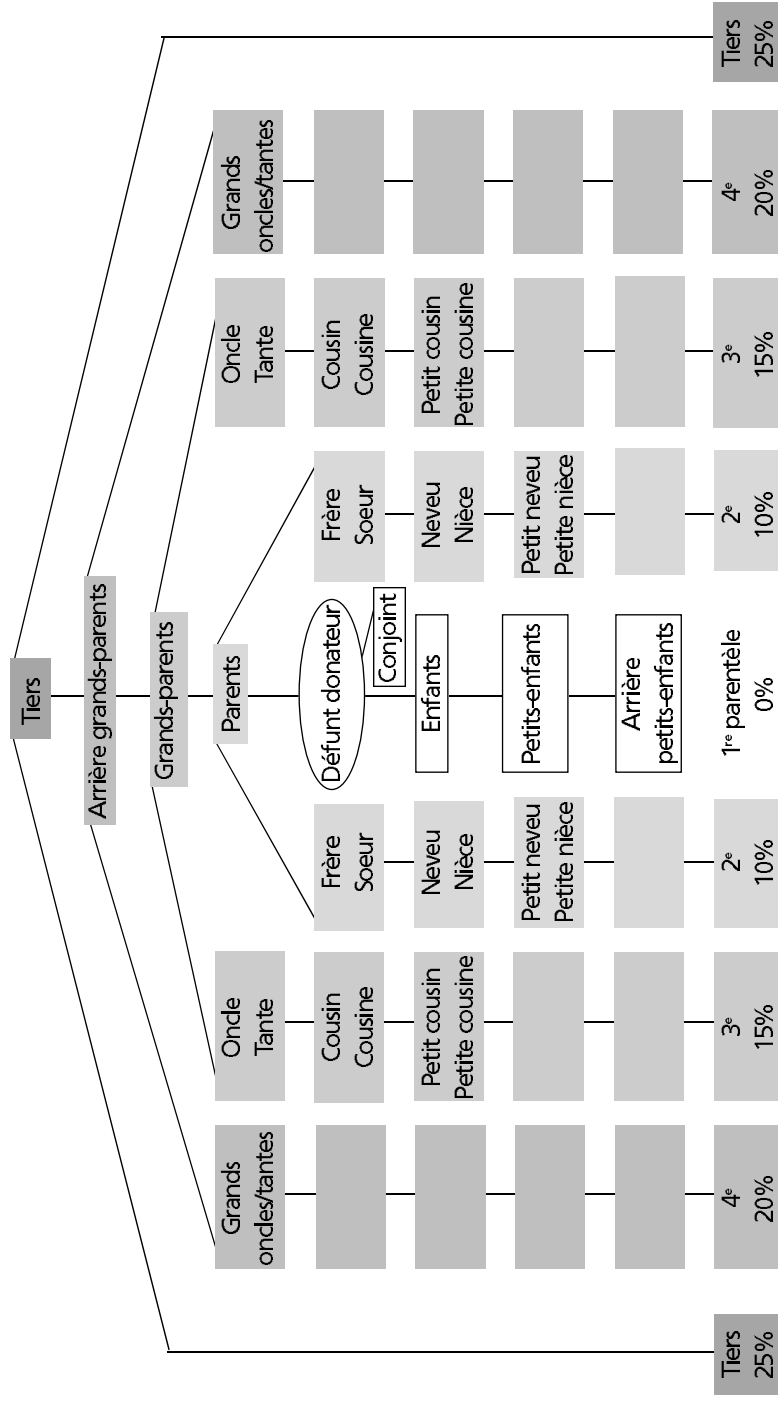 Tiers
Arrière grands-parents
Grands-parents
Parents
Grands
oncles/tantes
Oncle
Tante
Oncle
Tante
Grands
oncles/tantes
Cousin
Cousine
Frère
Soeur
Défunt donateur
Conjoint
Frère
Soeur
Cousin
Cousine
Petit cousin
Petite cousine
Neveu
Nièce
Enfants
Neveu
Nièce
Petit cousin
Petite cousine
Petit neveu
Petite nièce
Petits-enfants
Petit neveu
Petite nièce
Arrière
petits-enfants
Tiers
25%
4e
20%
3e
15%
2e
10%
1re parentèle
0%
2e
10%
3e
15%
4e
20%
Tiers
25%